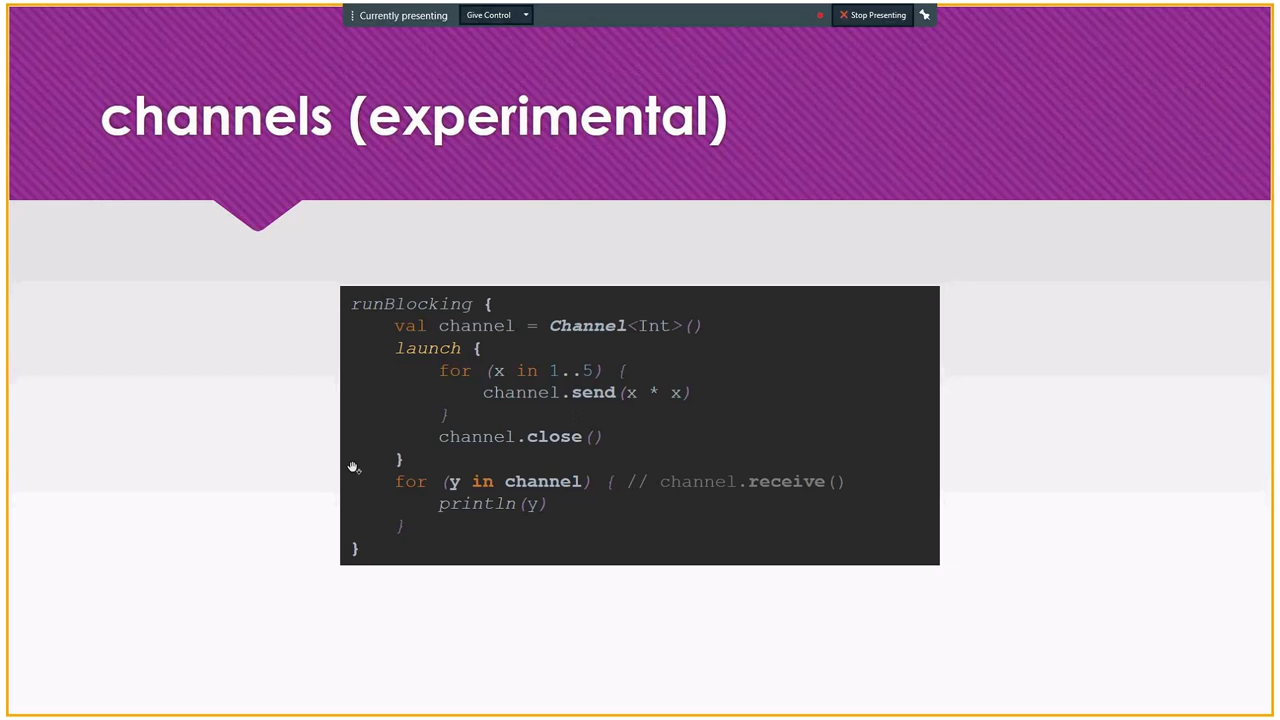 Currently presenting
Give Control
Stop Presenting
channels (experimental)
runBlocking {
    val channel = Channel<Int>()
    launch {
        for (x in 1..5) {
            channel.send(x * x)
        }
        channel.close()
    }
    for (y in channel) { // channel.receive()
        println(y)
    }
}